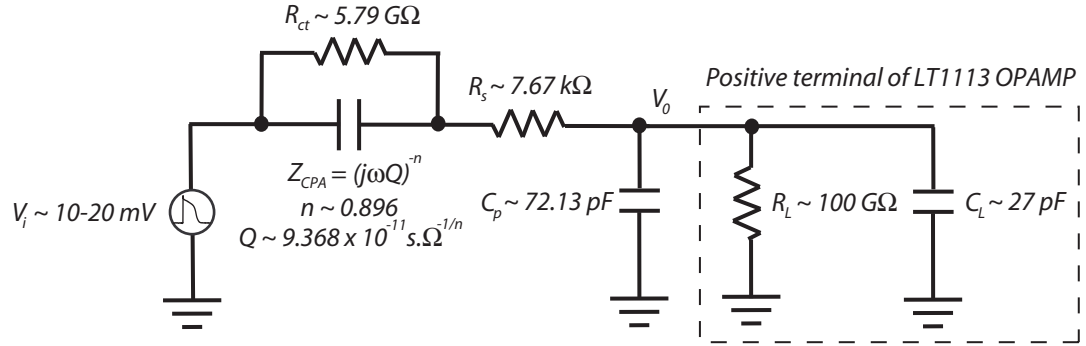 R_ct ~ 5.79 GΩ
Positive terminal of LT1113 OPAMP
R_s ~ 7.67 kΩ
V_0
Z_CPA = (jωQ)^-n
n ~ 0.896
Q ~ 9.368 x 10^-11 s.Ω^-1/n
V_i ~ 10-20 mV
C_p ~ 72.13 pF
R_L ~ 100 GΩ
C_L ~ 27 pF